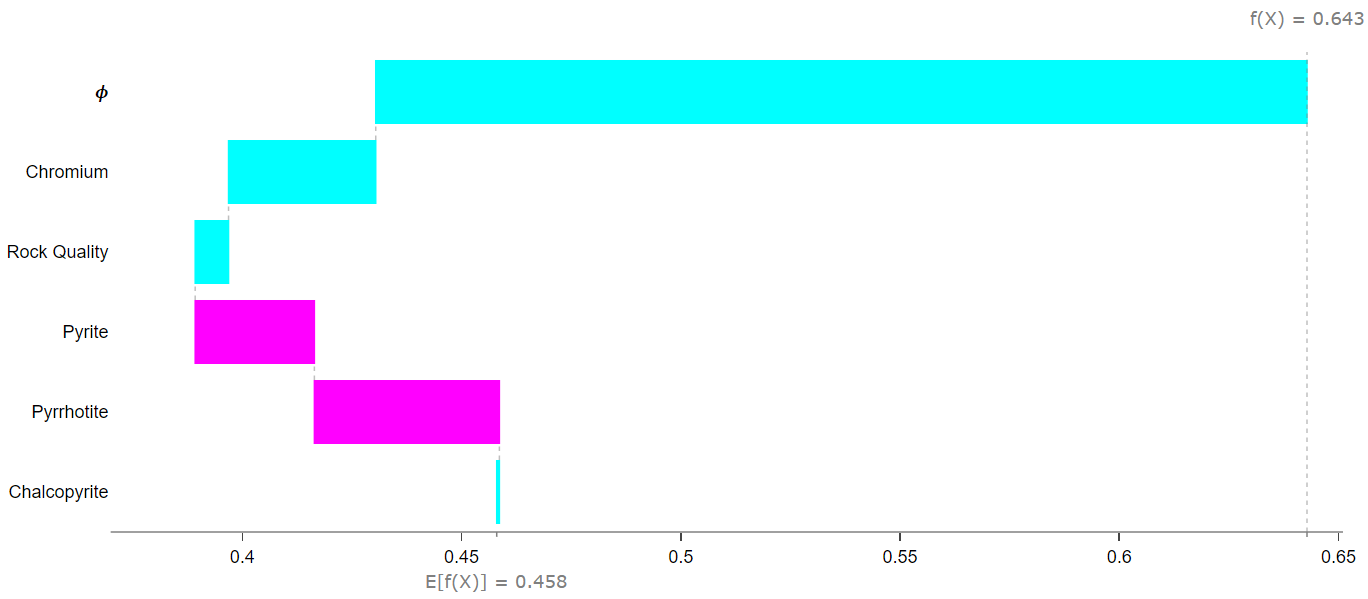 f(X) = 0.643
ϕ
Chromium
Rock Quality
Pyrite
Pyrrhotite
Chalcopyrite
0.4 0.45 0.5 0.55 0.6 0.65
E[f(X)] = 0.458